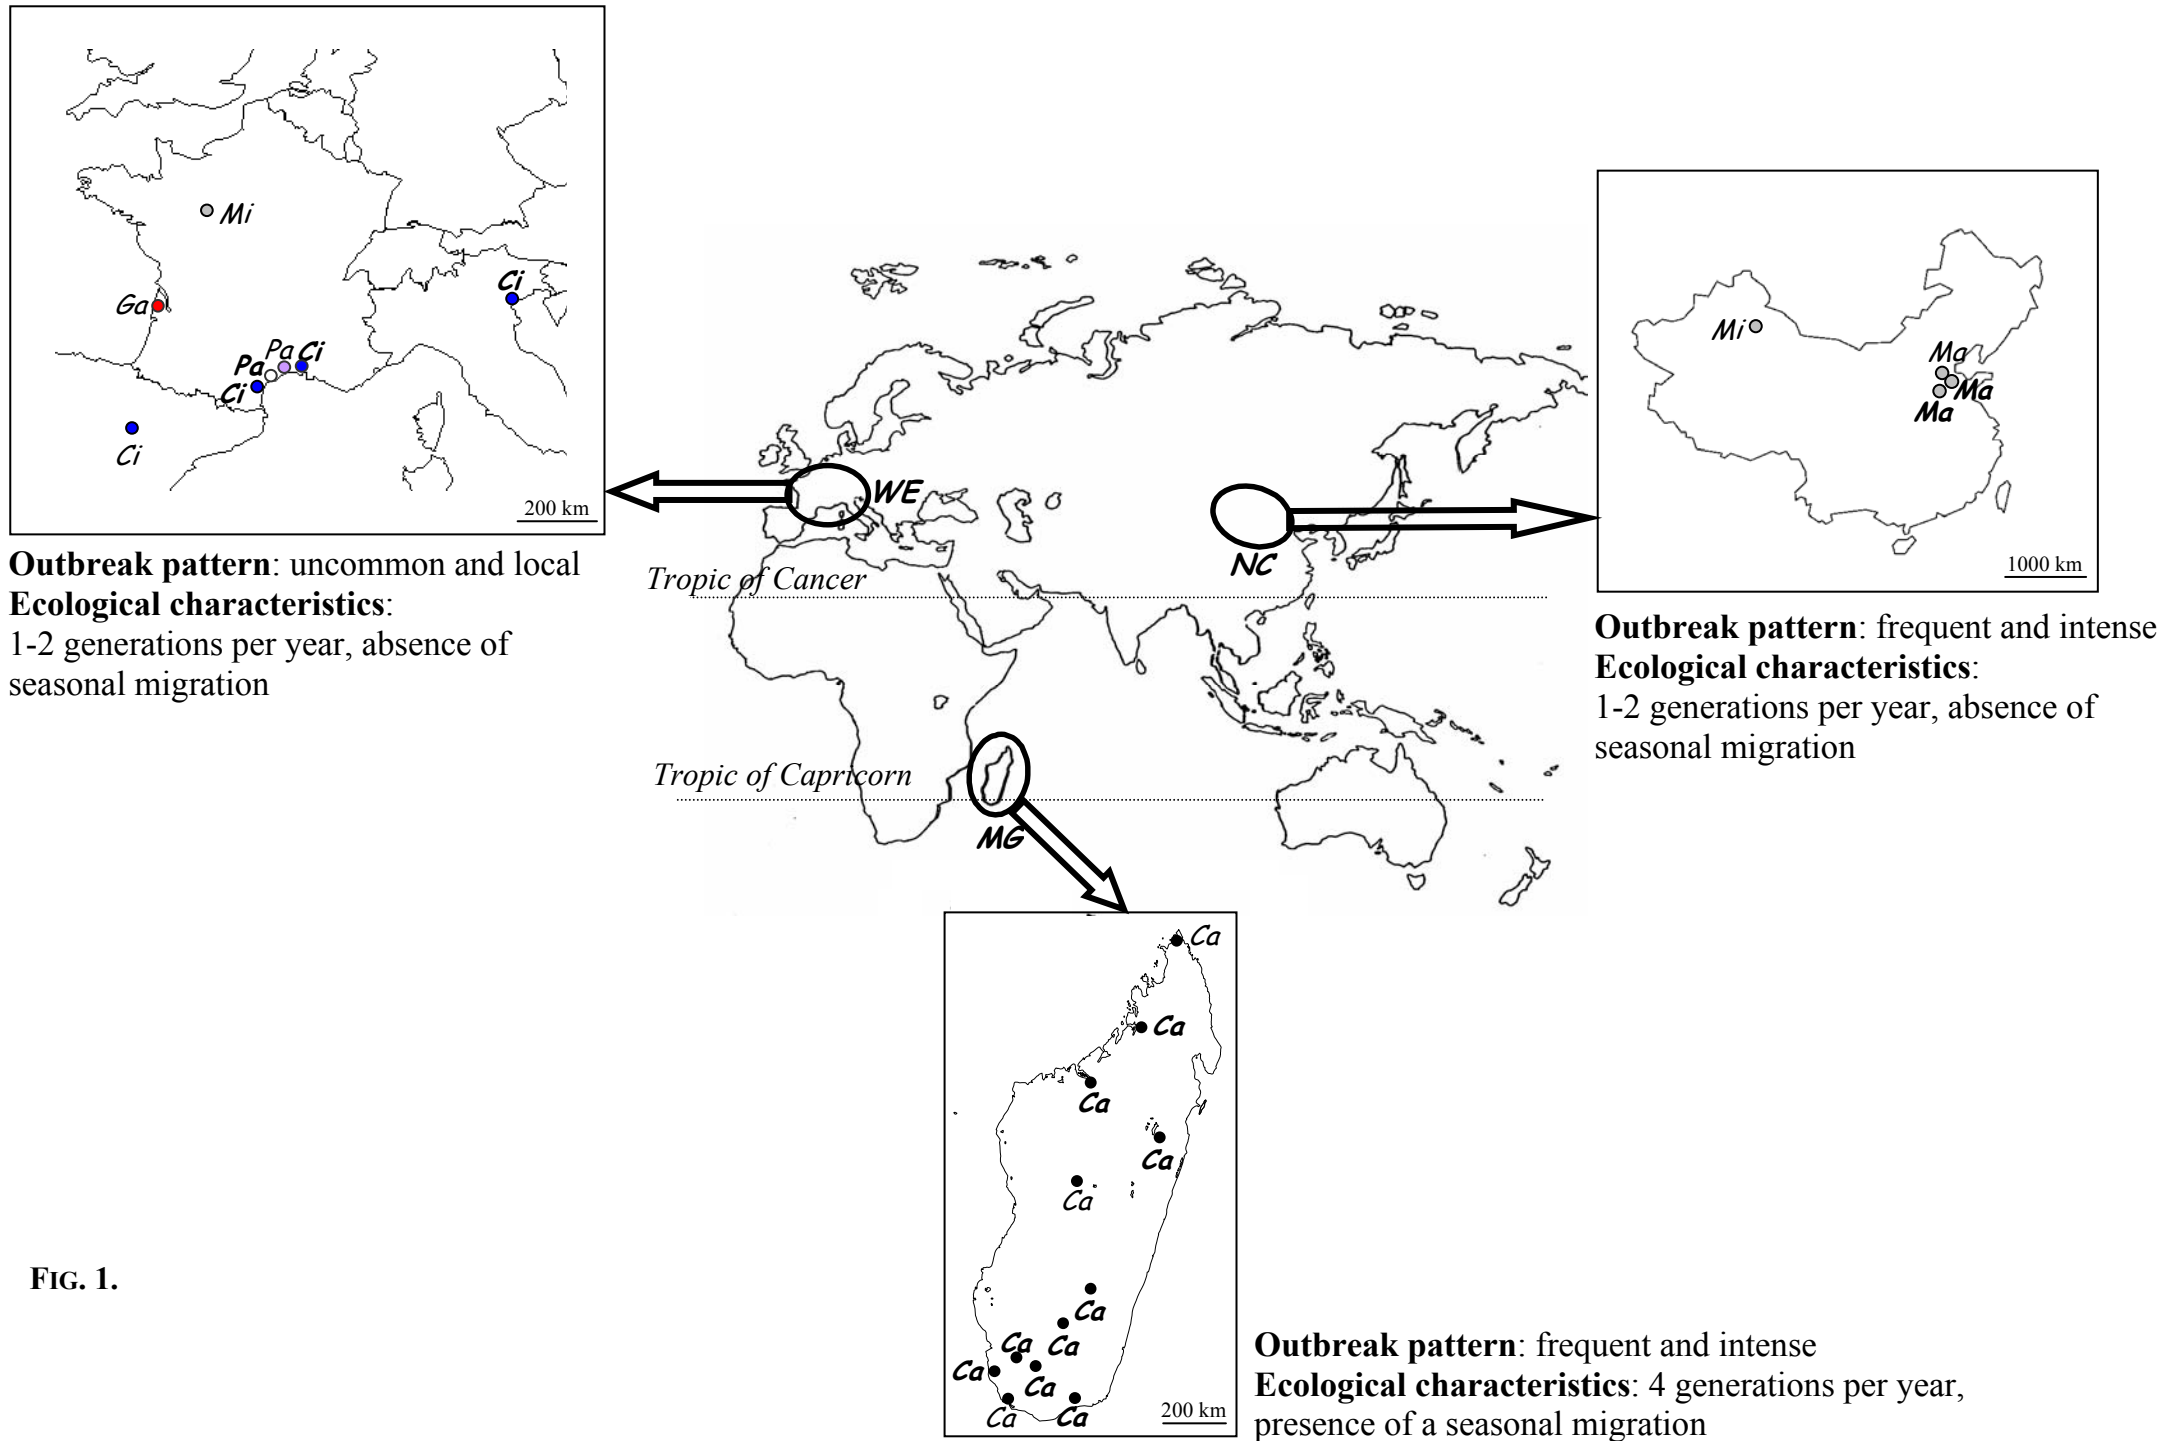 Mi
Ga
Ci
Pa
Pa
Ci
Ci
Ci
200 km
Outbreak pattern: uncommon and local
Ecological characteristics:
1-2 generations per year, absence of
seasonal migration
WE
NC
Tropic of Cancer
Tropic of Capricorn
MG
Mi
Ma
Ma
Ma
1000 km
Outbreak pattern: frequent and intense
Ecological characteristics:
1-2 generations per year, absence of
seasonal migration
Ca
Ca
Ca
Ca
Ca
Ca
Ca
Ca
Ca
Ca
Ca
Ca
200 km
FIG. 1.
Outbreak pattern: frequent and intense
Ecological characteristics: 4 generations per year,
presence of a seasonal migration